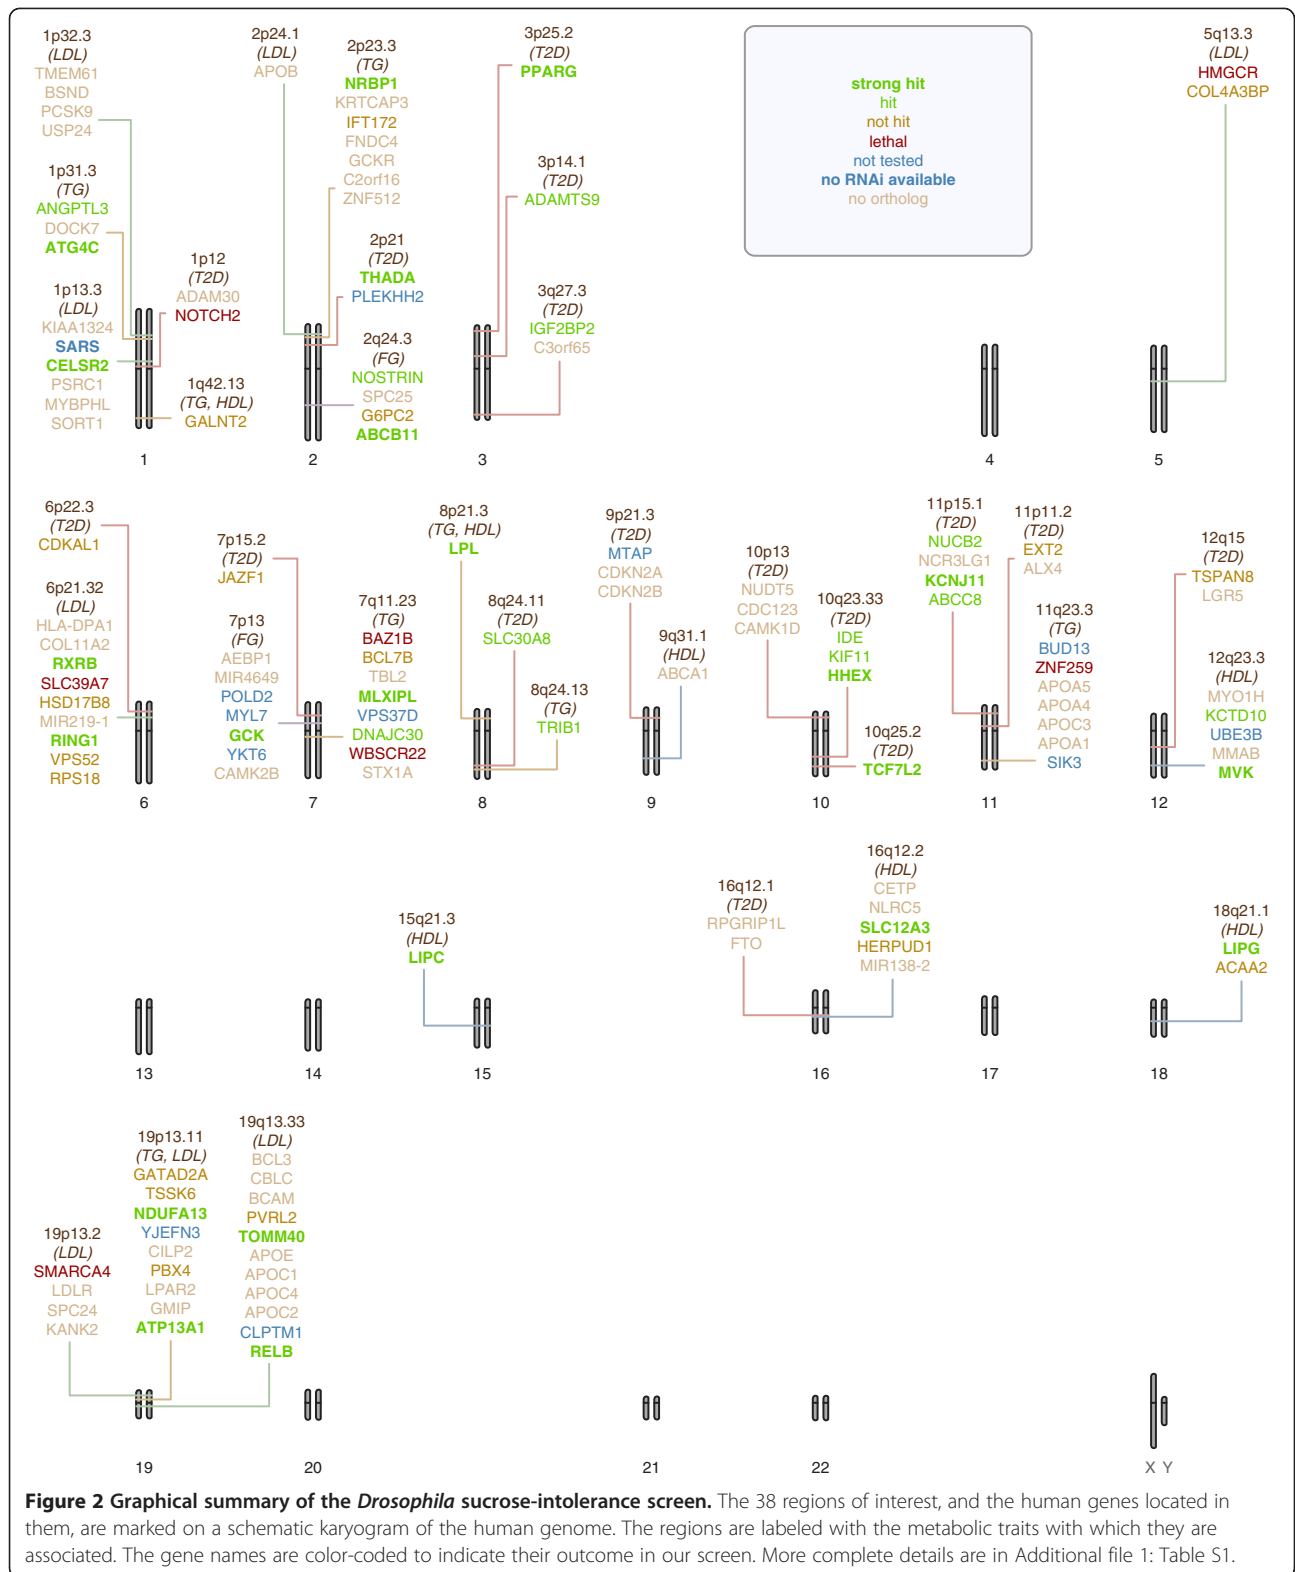 1p32.3
(LDL)
TMEM61
BSND
PCSK9
USP24
1p31.3
(TG)
ANGPTL3
DOCK7
ATG4C
1p13.3
(LDL)
KIAA1324
SARS
CELSR2
PSRC1
MYBPHL
SORT1
1p12
(T2D)
ADAM30
NOTCH2
1q42.13
(TG, HDL)
GALNT2
1
2p24.1
(LDL)
APOB
2p23.3
(TG)
NRBP1
KRTCAP3
IFT172
FNDC4
GCKR
C2orf16
ZNF512
2p21
(T2D)
THADA
PLEKHH2
2q24.3
(FG)
NOSTRIN
SPC25
G6PC2
ABCB11
2
3p25.2
(T2D)
PPARG
3p14.1
(T2D)
ADAMTS9
3q27.3
(T2D)
IGF2BP2
C3orf65
3
strong hit
hit
not hit
lethal
not tested
no RNAi available
no ortholog
4
5q13.3
(LDL)
HMGCR
COL4A3BP
5
6p22.3
(T2D)
CDKAL1
6p21.32
(LDL)
HLA-DPA1
COL11A2
RXRB
SLC39A7
HSD17B8
MIR219-1
RING1
VPS52
RPS18
6
7p15.2
(T2D)
JAZF1
7p13
(FG)
AEBP1
MIR4649
POLD2
MYL7
GCK
YKT6
CAMK2B
7q11.23
(TG)
BAZ1B
BCL7B
TBL2
MLXIPL
VPS37D
DNAJC30
WBSCR22
STX1A
7
8p21.3
(TG, HDL)
LPL
8q24.11
(T2D)
SLC30A8
8q24.13
(TG)
TRIB1
8
9p21.3
(T2D)
MTAP
CDKN2A
CDKN2B
9q31.1
(HDL)
ABCA1
9
10p13
(T2D)
NUDT5
CDC123
CAMK1D
10q23.33
(T2D)
IDE
KIF11
HHEX
10q25.2
(T2D)
TCF7L2
10
11p15.1
(T2D)
NUCB2
NCR3LG1
KCNJ11
ABCC8
11p11.2
(T2D)
EXT2
ALX4
11q23.3
(TG)
BUD13
ZNF259
APOA5
APOA4
APOC3
APOA1
SIK3
11
12q15
(T2D)
TSPAN8
LGR5
12q23.3
(HDL)
MYO1H
KCTD10
UBE3B
MMAB
MVK
12
13
14
15q21.3
(HDL)
LIPC
15
16q12.1
(T2D)
RPGRIP1L
FTO
16q12.2
(HDL)
CETP
NLRC5
SLC12A3
HERPUD1
MIR138-2
16
17
18q21.1
(HDL)
LIPG
ACAA2
18
19p13.2
(LDL)
SMARCA4
LDLR
SPC24
KANK2
19p13.11
(TG, LDL)
GATAD2A
TSSK6
NDUFA13
YJEFN3
CILP2
PBX4
LPAR2
GMIP
ATP13A1
19q13.33
(LDL)
BCL3
CBLC
BCAM
PVRL2
TOMM40
APOE
APOC1
APOC4
APOC2
CLPTM1
RELB
19
20
21
22
X Y
Figure 2 Graphical summary of the Drosophila sucrose-intolerance screen. The 38 regions of interest, and the human genes located in
them, are marked on a schematic karyogram of the human genome. The regions are labeled with the metabolic traits with which they are
associated. The gene names are color-coded to indicate their outcome in our screen. More complete details are in Additional file 1: Table S1.